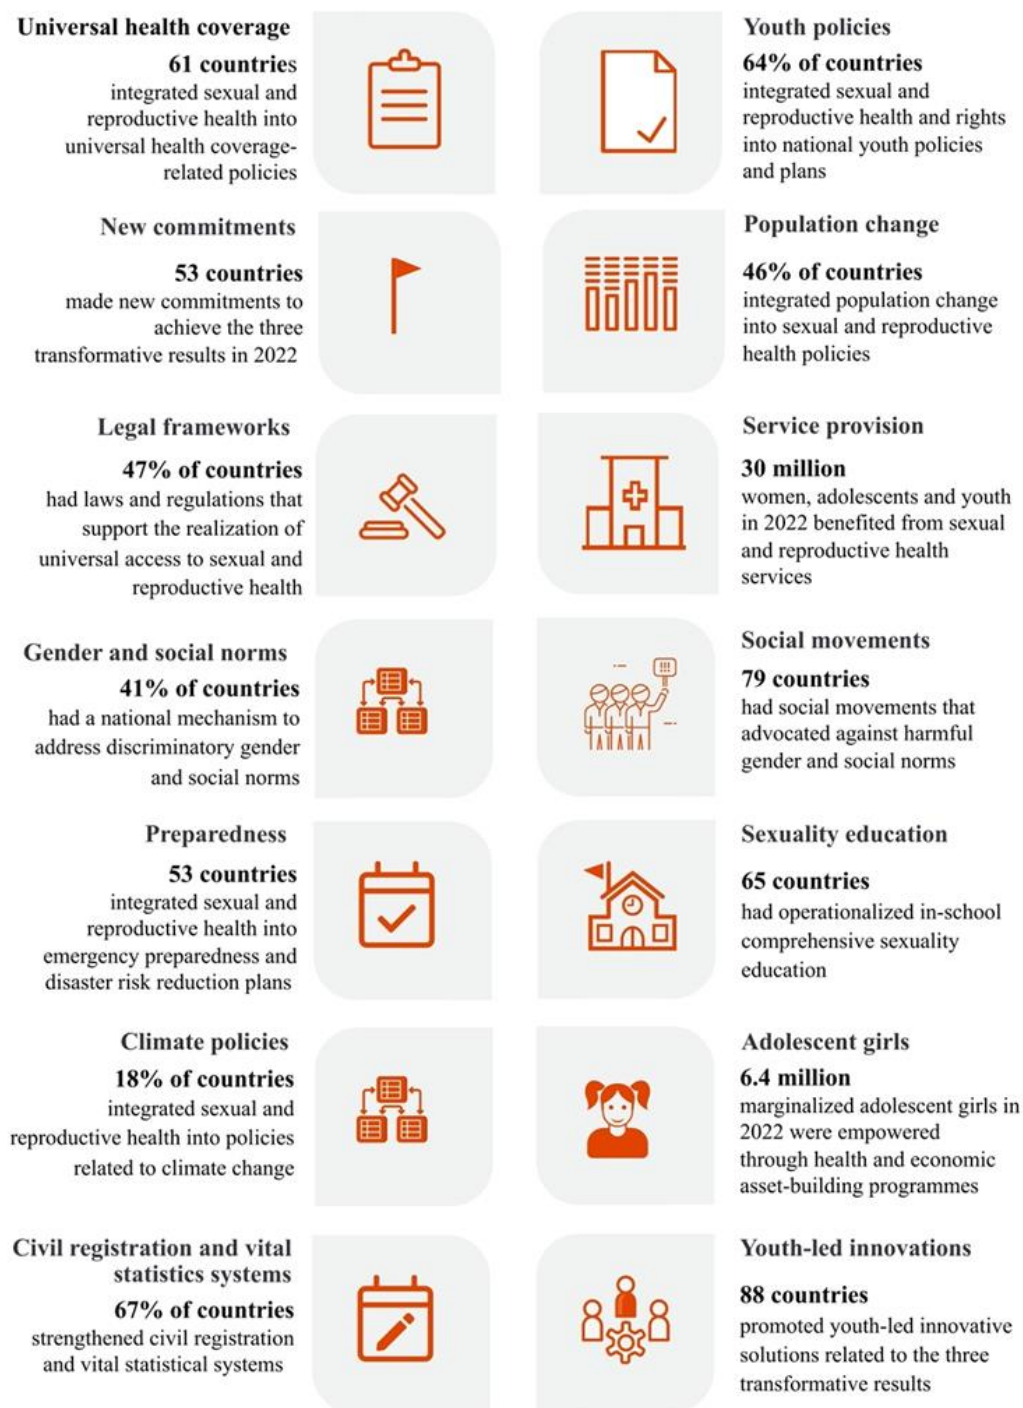 Universal health coverage
61 countries
integrated sexual and
reproductive health into
universal health coverage-
related policies
Youth policies
64% of countries
integrated sexual and
reproductive health and rights
into national youth policies
and plans
New commitments
53 countries
made new commitments to
achieve the three
transformative results in 2022
Population change
46% of countries
integrated population change
into sexual and reproductive
health policies
Legal frameworks
47% of countries
had laws and regulations that
support the realization of
universal access to sexual and
reproductive health
Service provision
30 million
women, adolescents and youth
in 2022 benefited from sexual
and reproductive health
services
Gender and social norms
41% of countries
had a national mechanism to
address discriminatory gender
and social norms
Social movements
79 countries
had social movements that
advocated against harmful
gender and social norms
!!!
Preparedness
53 countries
integrated sexual and
reproductive health into
emergency preparedness and
disaster risk reduction plans
Sexuality education
65 countries
had operationalized in-school
comprehensive sexuality
education
Climate policies
18% of countries
integrated sexual and
reproductive health into policies
related to climate change
Adolescent girls
6.4 million
marginalized adolescent girls in
2022 were empowered
through health and economic
asset-building programmes
Civil registration and vital
statistics systems
67% of countries
strengthened civil registration
and vital statistical systems
Youth-led innovations
88 countries
promoted youth-led innovative
solutions related to the three
transformative results